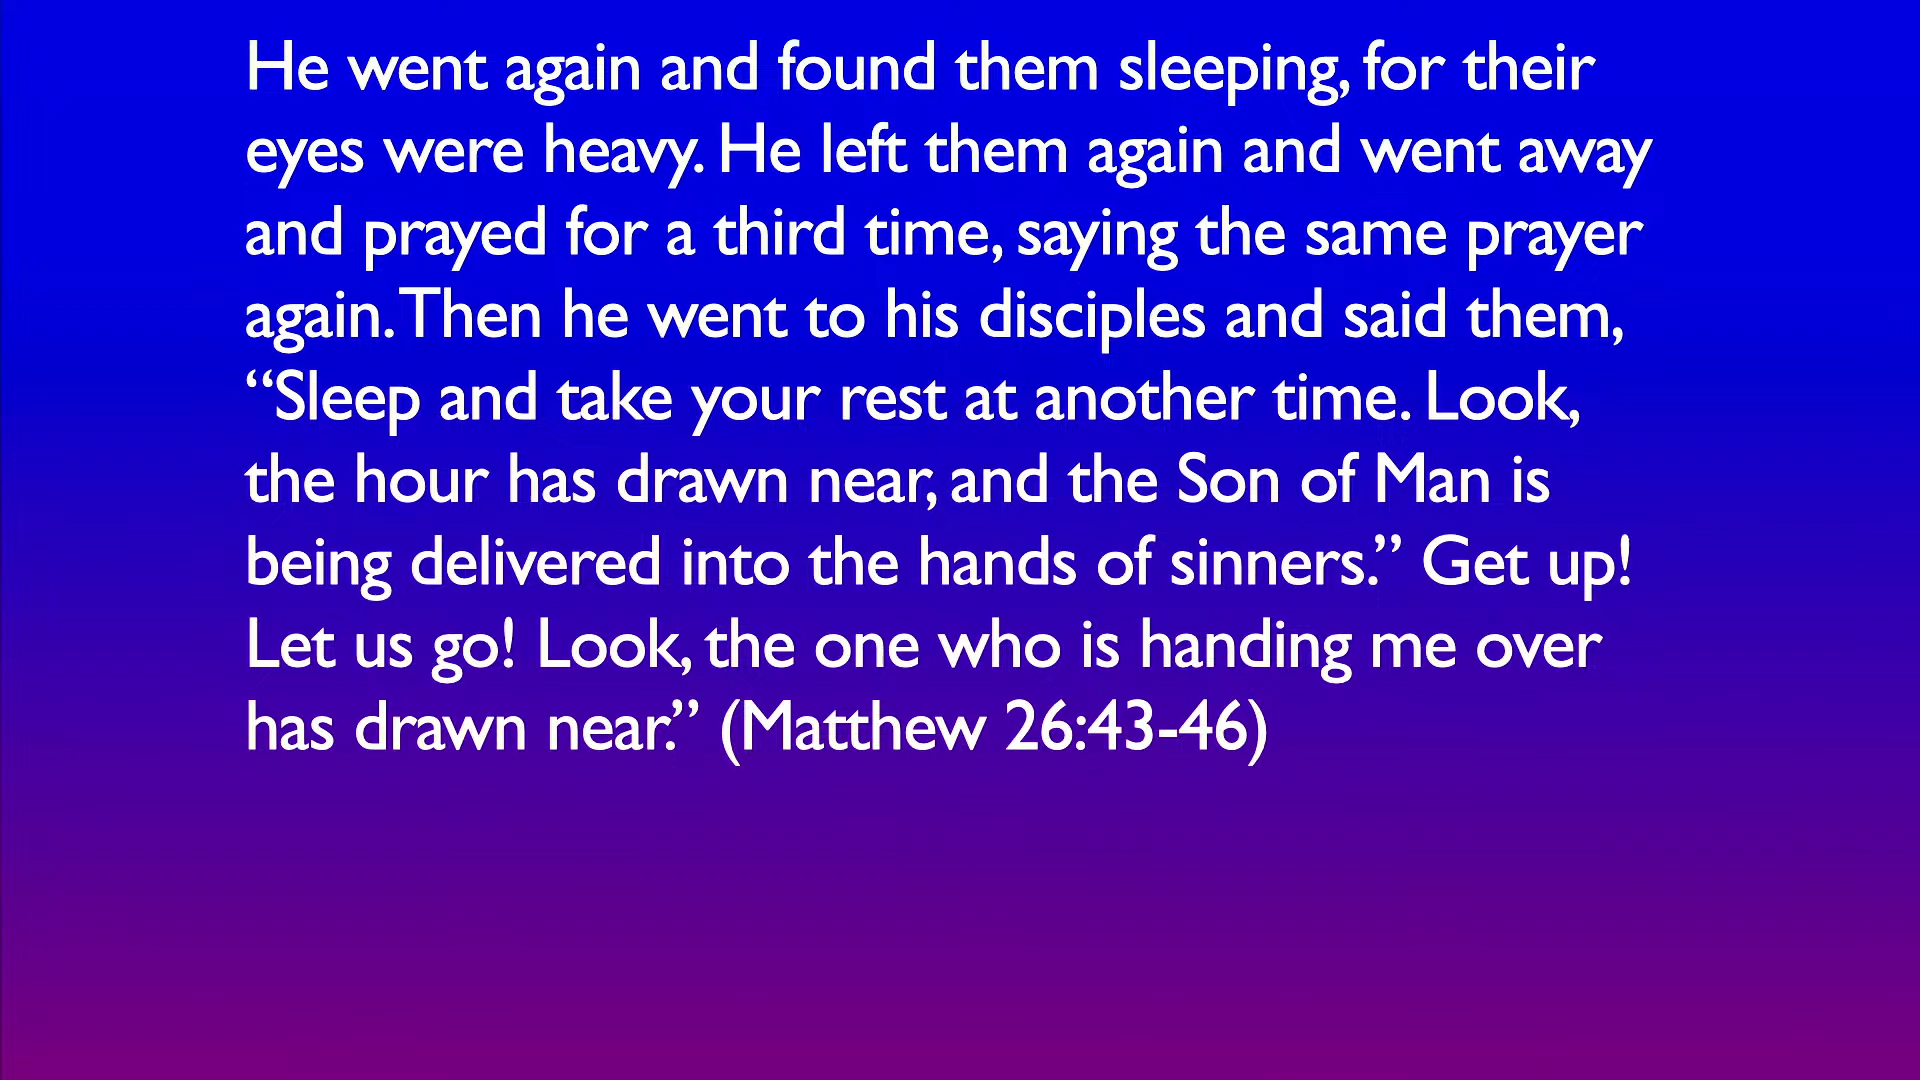 He went again and found them sleeping, for their
eyes were heavy. He left them again and went away
and prayed for a third time, saying the same prayer
again. Then he went to his disciples and said them,
“Sleep and take your rest at another time. Look,
the hour has drawn near, and the Son of Man is
being delivered into the hands of sinners.” Get up!
Let us go! Look, the one who is handing me over
has drawn near.” (Matthew 26:43-46)